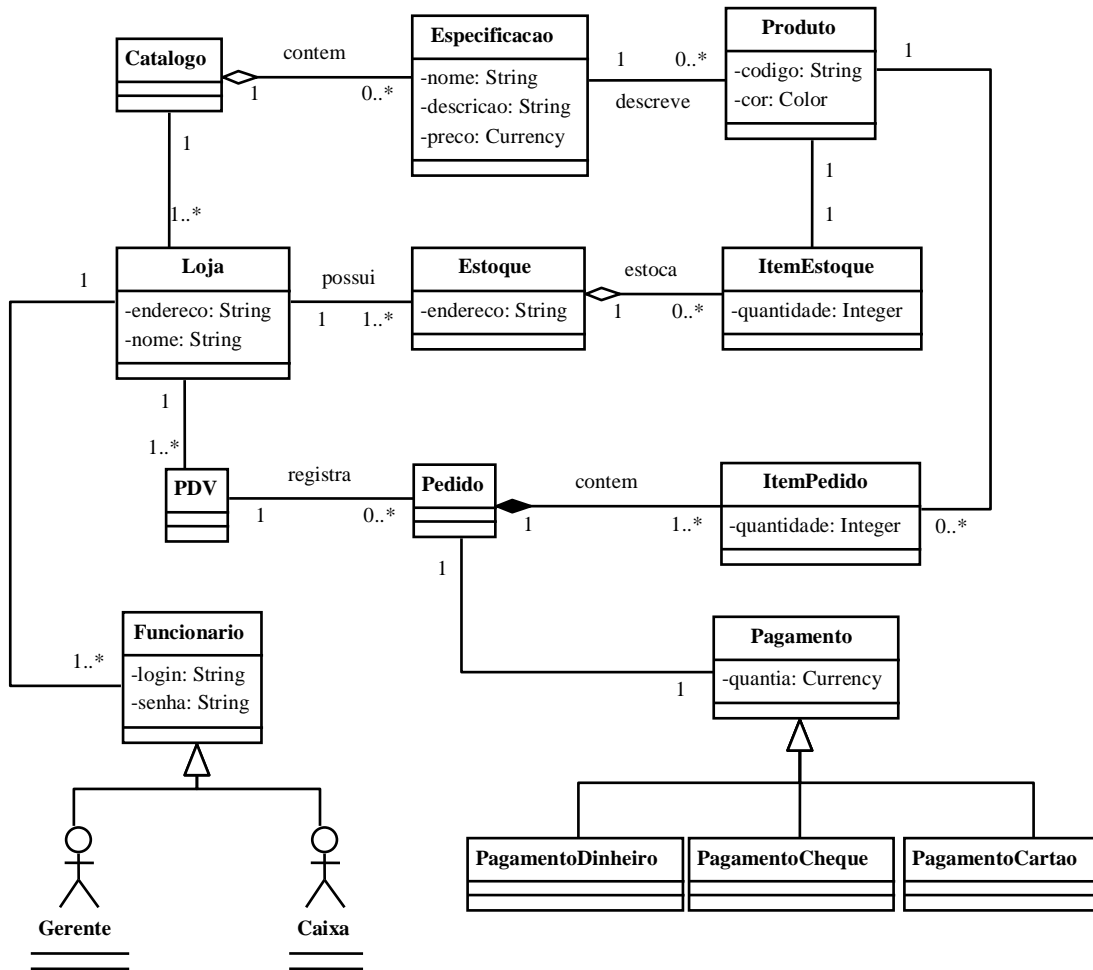 Catalogo
contem
1
0..*
Especificacao
-nome: String
-descricao: String
-preco: Currency
1
0..*
descreve
Produto
-codigo: String
-cor: Color
1
1
1..*
1
1
1
Loja
-endereco: String
-nome: String
possui
1
1..*
Estoque
-endereco: String
estoca
1
0..*
ItemEstoque
-quantidade: Integer
1
1..*
PDV
registra
1
0..*
Pedido
contem
1
1..*
ItemPedido
-quantidade: Integer
0..*
1
1..*
Funcionario
-login: String
-senha: String
1
Pagamento
-quantia: Currency
PagamentoDinheiro
PagamentoCheque
PagamentoCartao
Gerente
Caixa